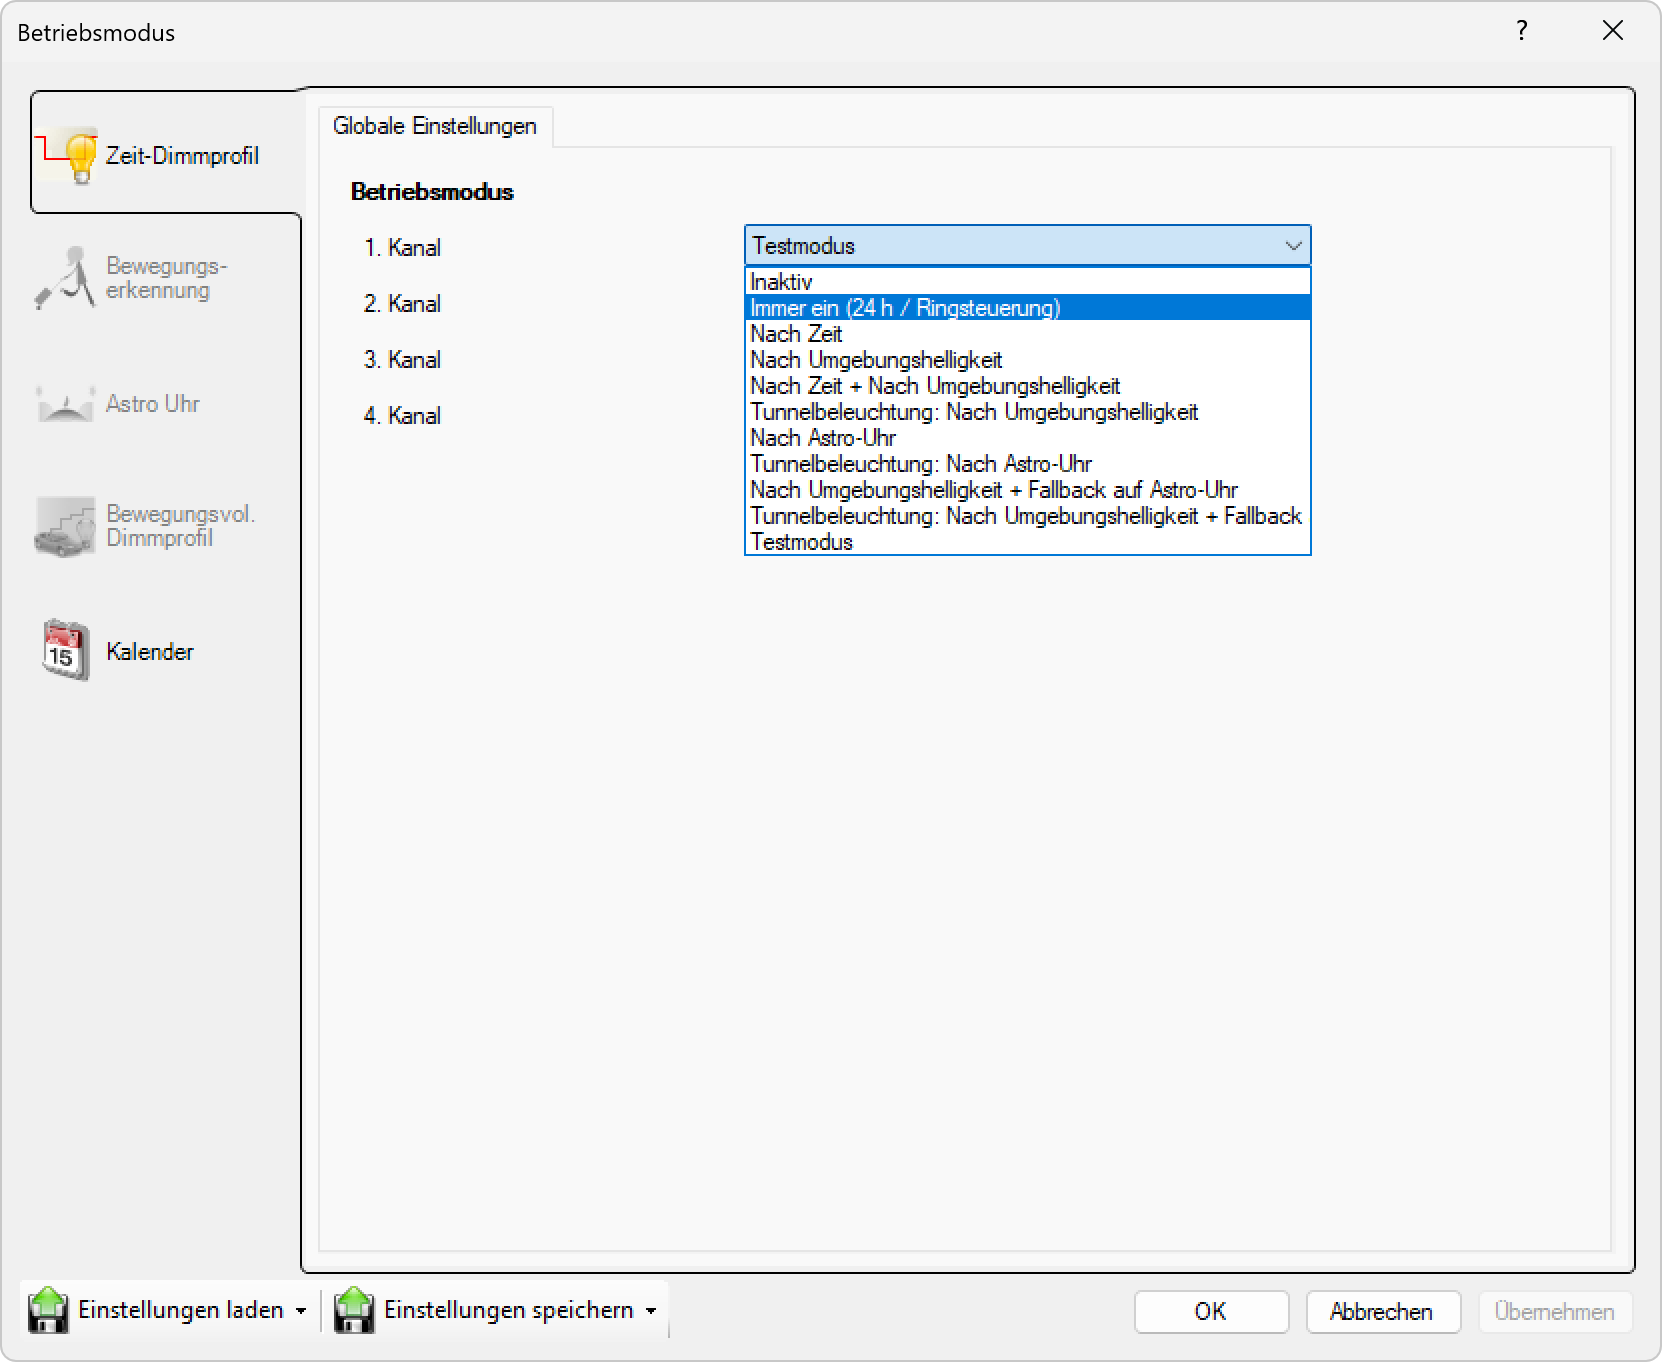 Betriebsmodus
?
Zeit-Dimmprofil
Bewegungs-
erkennung
Astro Uhr
Bewegungsvol.
Dimmprofil
15
Kalender
Globale Einstellungen
Betriebsmodus
1. Kanal
Testmodus
Inaktiv
Immer ein (24 h / Ringsteuerung)
Nach Zeit
Nach Umgebungshelligkeit
Nach Zeit + Nach Umgebungshelligkeit
Tunnelbeleuchtung: Nach Umgebungshelligkeit
Nach Astro-Uhr
Tunnelbeleuchtung: Nach Astro-Uhr
Nach Umgebungshelligkeit + Fallback auf Astro-Uhr
Tunnelbeleuchtung: Nach Umgebungshelligkeit + Fallback
Testmodus
2. Kanal
3. Kanal
4. Kanal
Einstellungen laden
Einstellungen speichern
OK
Abbrechen
Übernehmen